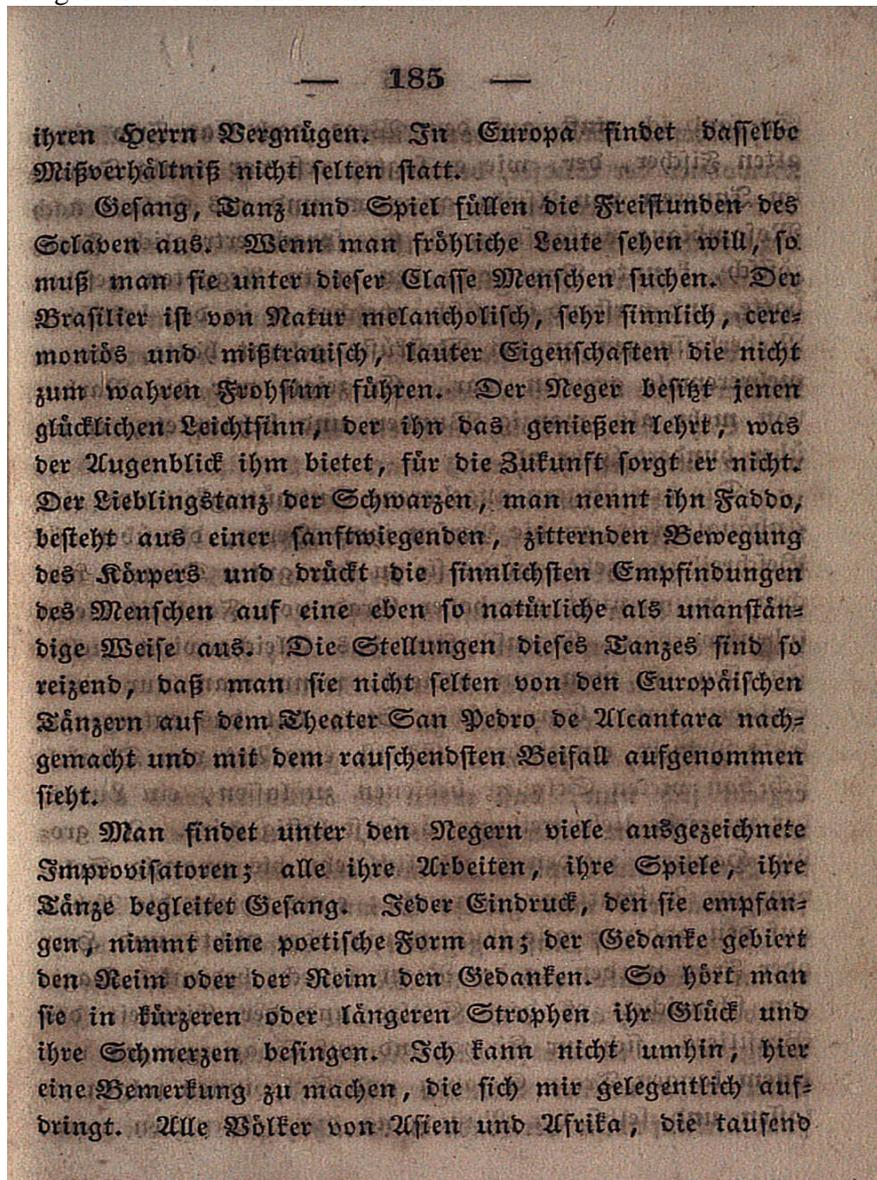 — 185 —
ihren Herrn Vergnügen. In Europa findet dasselbe
Mißverhältniß nicht selten statt.
Gesang, Tanz und Spiel füllen die Freistunden des
Sclaven aus. Wenn man fröhliche Leute sehen will, so
muß man sie unter dieser Classe Menschen suchen. Der
Brasilier ist von Natur melancholisch, sehr sinnlich, cere-
moniös und mißtrauisch, lauter Eigenschaften die nicht
zum wahren Frohsinn führen. Der Neger besitzt jenen
glücklichen Leichtsinn, der ihn das genießen lehrt, was
der Augenblick ihm bietet, für die Zukunft sorgt er nicht.
Der Lieblingstanz der Schwarzen, man nennt ihn Faddo,
besteht aus einer sanftwiegenden, zitternden Bewegung
des Körpers und drückt die sinnlichsten Empfindungen
des Menschen auf eine eben so natürliche als unanstän-
dige Weise aus. Die Stellungen dieses Tanzes sind so
reizend, daß man sie nicht selten von den Europäischen
Tänzern auf dem Theater San Pedro de Alcantara nach-
gemacht und mit dem rauschendsten Beifall aufgenommen
sieht.
Man findet unter den Negern viele ausgezeichnete
Improvisatoren; alle ihre Arbeiten, ihre Spiele, ihre
Tänze begleitet Gesang. Jeder Eindruck, den sie empfan-
gen, nimmt eine poetische Form an; der Gedanke gebiert
den Reim oder der Reim den Gedanken. So hört man
sie in kürzeren oder längeren Strophen ihr Glück und
ihre Schmerzen besingen. Ich kann nicht umhin, hier
eine Bemerkung zu machen, die sich mir gelegentlich auf-
dringt. Alle Völker von Asien und Afrika, die tausend